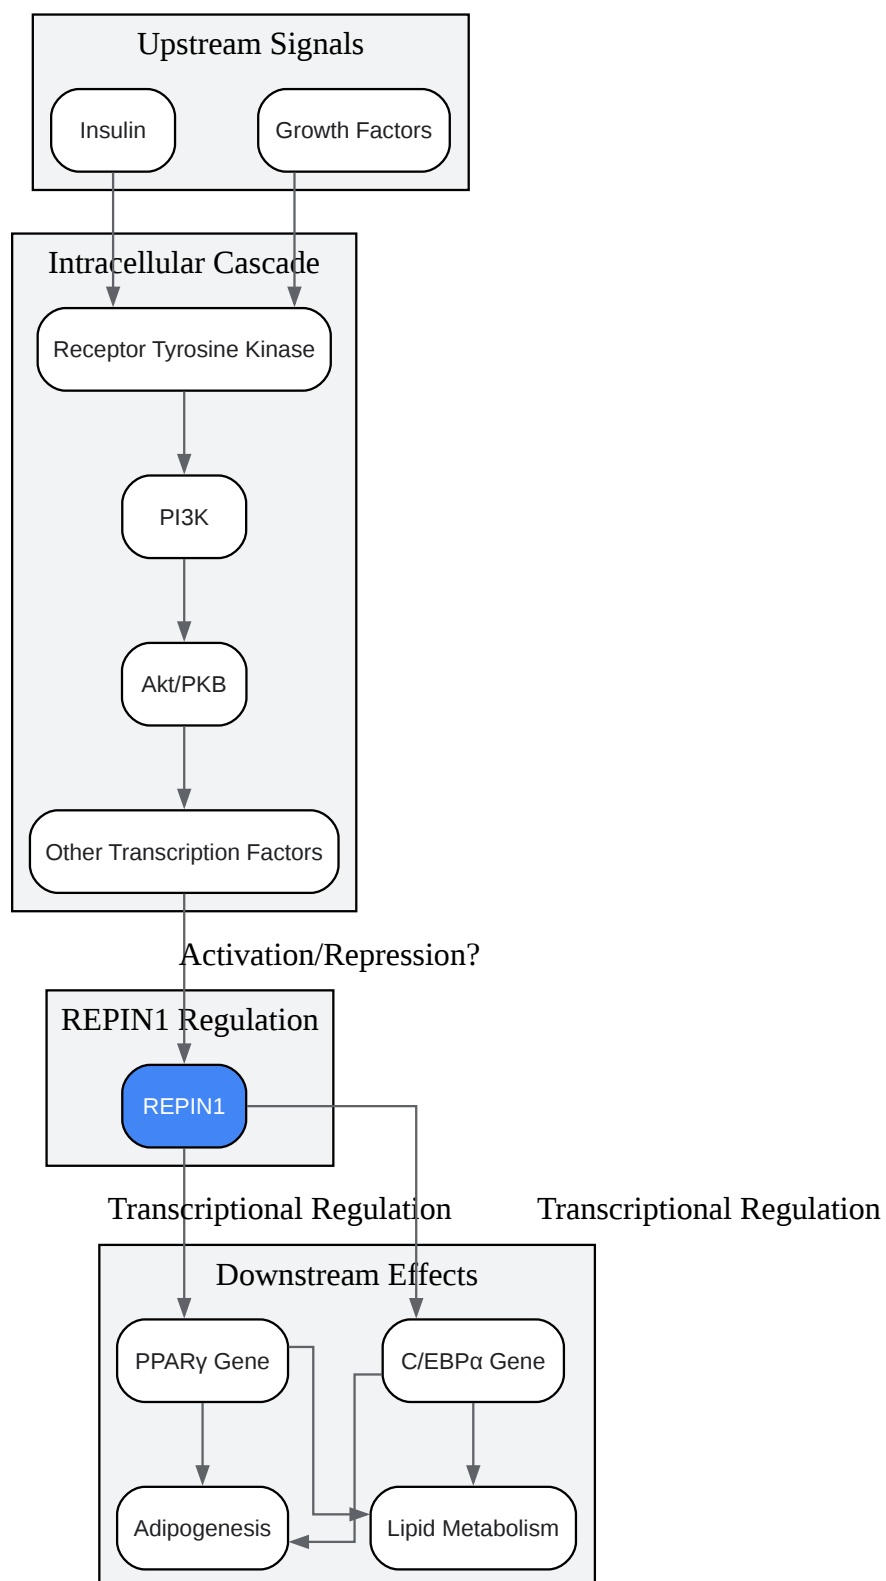 Upstream Signals
Insulin
Growth Factors
Intracellular Cascade
Receptor Tyrosine Kinase
PI3K
Akt/PKB
Other Transcription Factors
Activation/Repression?
REPIN1 Regulation
REPIN1
Transcriptional Regulation
Transcriptional Regulation
Downstream Effects
PPARγ Gene
C/EBPα Gene
Adipogenesis
Lipid Metabolism